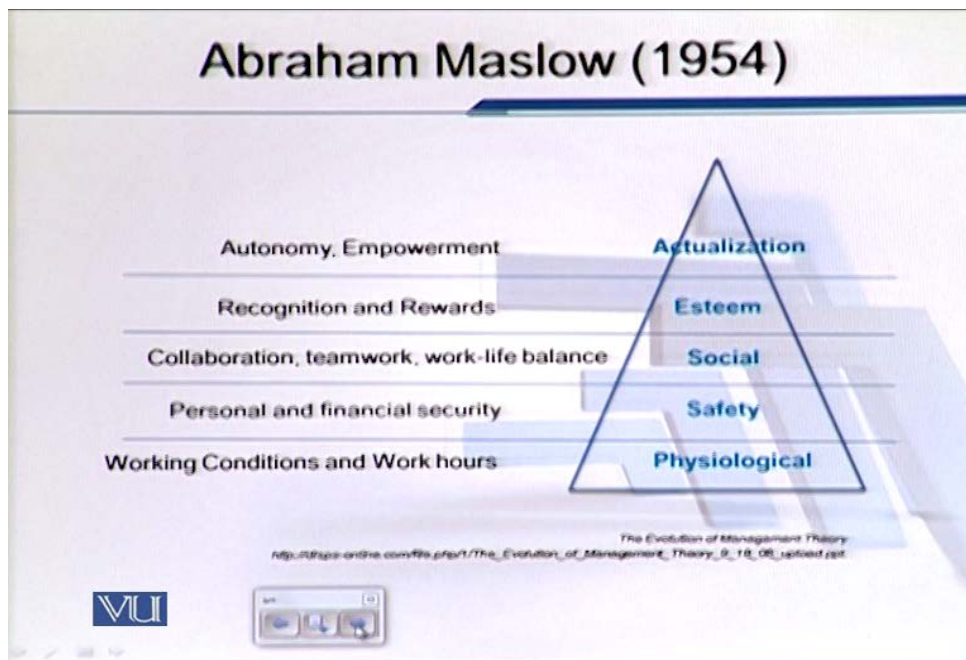 Abraham Maslow (1954)
Autonomy, Empowerment Actualization
Recognition and Rewards Esteem
Collaboration, teamwork, work-life balance Social
Personal and financial security Safety
Working Conditions and Work hours Physiological
The Evolution of Management Theory
VU